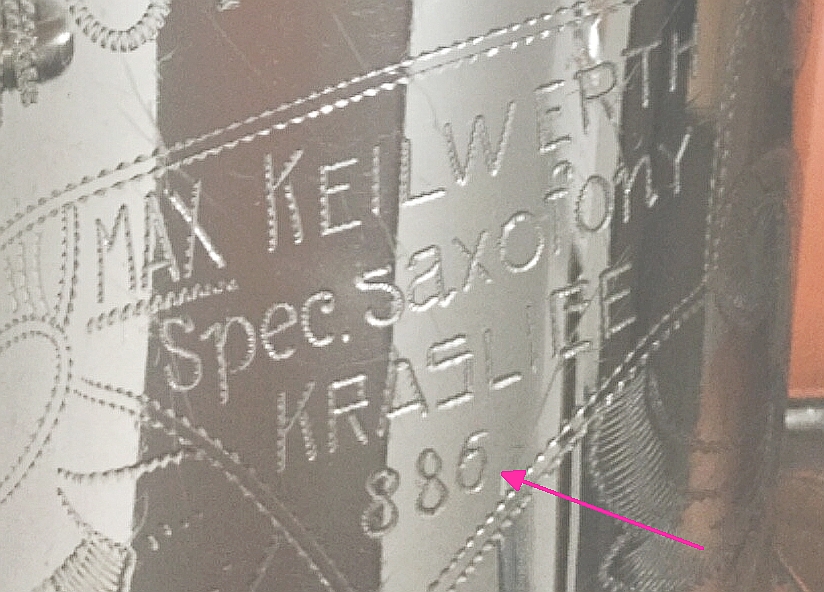 MAX KEILWERTH
Spec. saxofony
KRASLICE
886